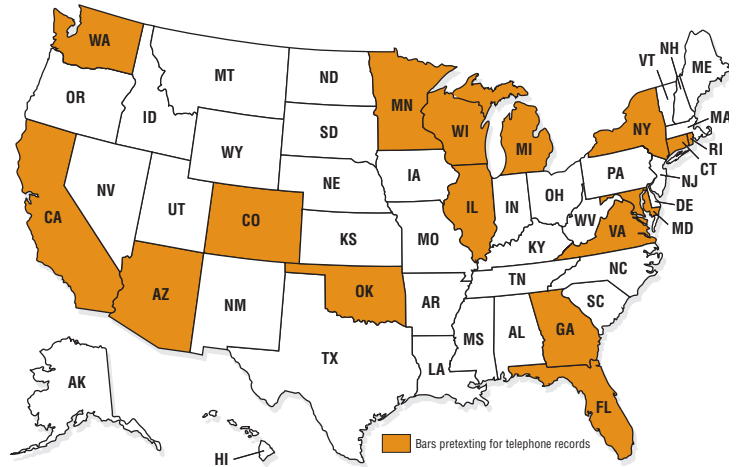 WA
MT
ND
MN
VT
NH
ME
OR
ID
SD
WI
MI
NY
MA
RI
CT
WY
IA
PA
NJ
NE
OH
DE
NV
UT
CO
IL
IN
WV
VA
MD
CA
KS
MO
KY
NC
TN
AZ
NM
OK
AR
SC
MS
AL
GA
TX
LA
AK
FL
HI
Bars pretexting for telephone records